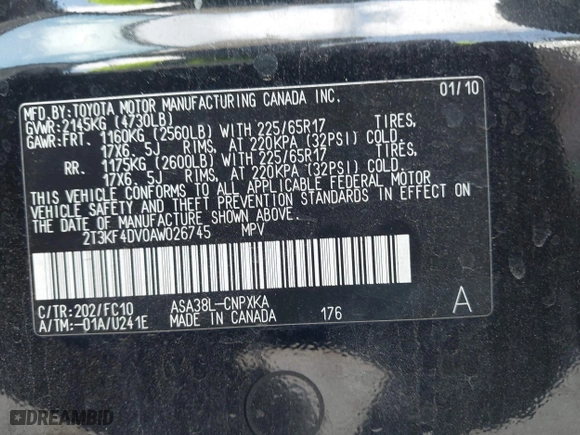 MFD.BY:TOYOTA MOTOR MANUFACTURING CANADA INC. 01/10
GVWR:2145KG (4730LB)
GAWR:FRT. 1160KG (2560LB) WITH 225/65R17 TIRES,
17X6.5J RIMS, AT 220KPA (32PSI) COLD.
RR. 1175KG (2600LB) WITH 225/65R17 TIRES,
17X6.5J RIMS, AT 220KPA (32PSI) COLD.
THIS VEHICLE CONFORMS TO ALL APPLICABLE FEDERAL MOTOR
VEHICLE SAFETY AND THEFT PREVENTION STANDARDS IN EFFECT ON
THE DATE OF MANUFACTURE SHOWN ABOVE.
2T3KF4DV0AW026745 MPV
C/TR:202/FC10 ASA38L-CNPXKA A
A/TM:-01A/U241E MADE IN CANADA 176
DREAMBID